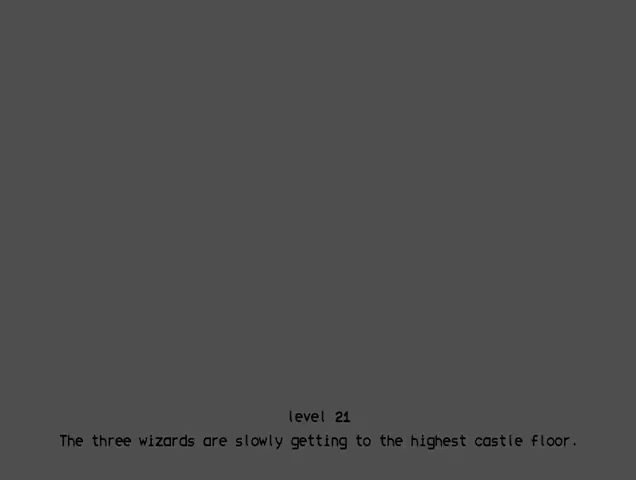 level 21
The three wizards are slowly getting to the highest castle floor.